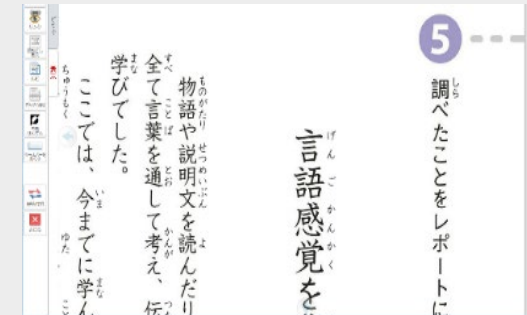 5
調べたことをレポートに
言語感覚を
物語や説明文を読んだり
全て言葉を通して考え、伝
学びでした。
ここでは、今までに学ん